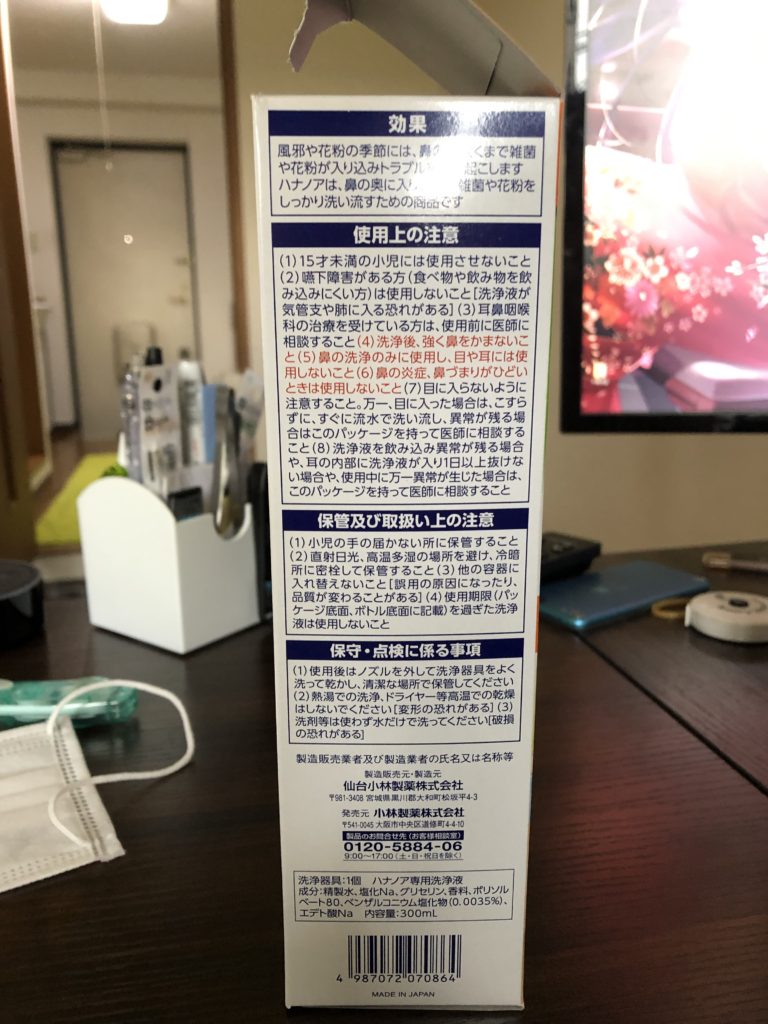 効果
風邪や花粉の季節には、鼻の くまで雑菌
や花粉が入り込みトラブル 起こします
ハナノアは、鼻の奥に入り 雑菌や花粉を
しっかり洗い流すための商品です
使用上の注意
(1)15才未満の小児には使用させないこと
(2)嚥下障害がある方(食べ物や飲み物を飲
み込みにくい方)は使用しないこと[洗浄液が
気管支や肺に入る恐れがある](3)耳鼻咽喉
科の治療を受けている方は、使用前に医師に
相談すること(4)洗浄後、強く鼻をかまないこ
と(5)鼻の洗浄のみに使用し、目や耳には使
用しないこと(6)鼻の炎症、鼻づまりがひどい
ときは使用しないこと(7)目に入らないように
注意すること。万一、目に入った場合は、こすら
ずに、すぐに流水で洗い流し、異常が残る場
合はこのパッケージを持って医師に相談するこ
と(8)洗浄液を飲み込み異常が残る場合
や、耳の内部に洗浄液が入り1日以上抜けな
い場合や、使用中に万一異常が生じた場合は、
このパッケージを持って医師に相談すること
保管及び取扱い上の注意
(1)小児の手の届かない所に保管すること
(2)直射日光、高温多湿の場所を避け、冷暗
所に密栓して保管すること(3)他の容器に
入れ替えないこと[誤用の原因になったり、
品質が変わることがある](4)使用期限(パッ
ケージ底面、ボトル底面に記載)を過ぎた洗浄
液は使用しないこと
保守・点検に係る事項
(1)使用後はノズルを外して洗浄器具をよく
洗って乾かし、清潔な場所で保管してください
(2)熱湯での洗浄、ドライヤー等高温での乾燥
はしないでください[変形の恐れがある](3)
洗剤等は使わず水だけで洗ってください[破損
の恐れがある]
製造販売業者及び製造業者の氏名又は名称等
製造販売元・製造元
仙台小林製薬株式会社
〒981-3408 宮城県黒川郡大和町松坂平4-3
発売元 小林製薬株式会社
〒541-0045 大阪市中央区道修町4-4-10
製品のお問合せ先(お客様相談室)
0120-5884-06
9:00~17:00(土・日・祝日を除く)
洗浄器具:1個 ハナノア専用洗浄液
成分:精製水、塩化Na、グリセリン、香料、ポリソル
ベート80、ベンザルコニウム塩化物(0.0035%)、
エデト酸Na 内容量:300mL
4 987072 070864
MADE IN JAPAN